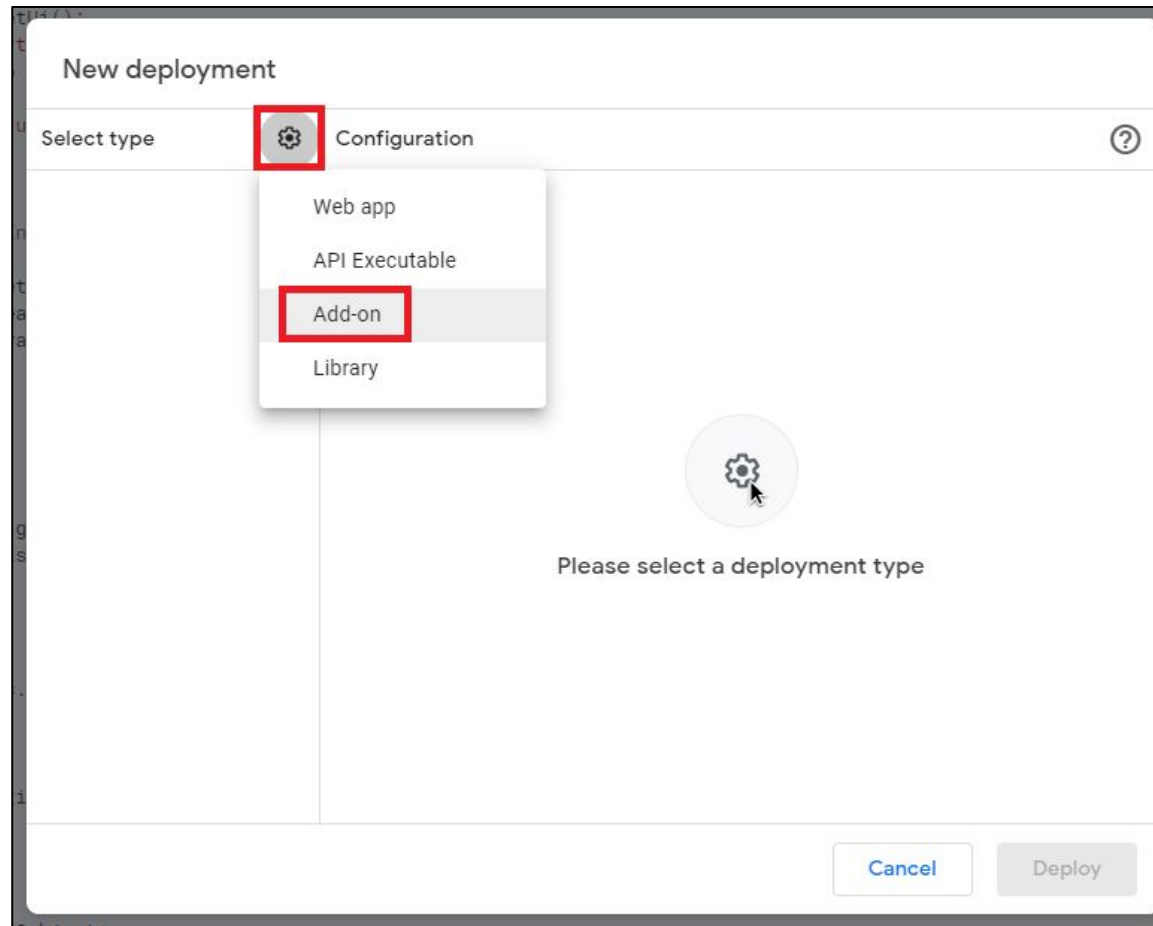 New deployment
Select type
Configuration
Web app
API Executable
Add-on
Library
Please select a deployment type
Cancel
Deploy